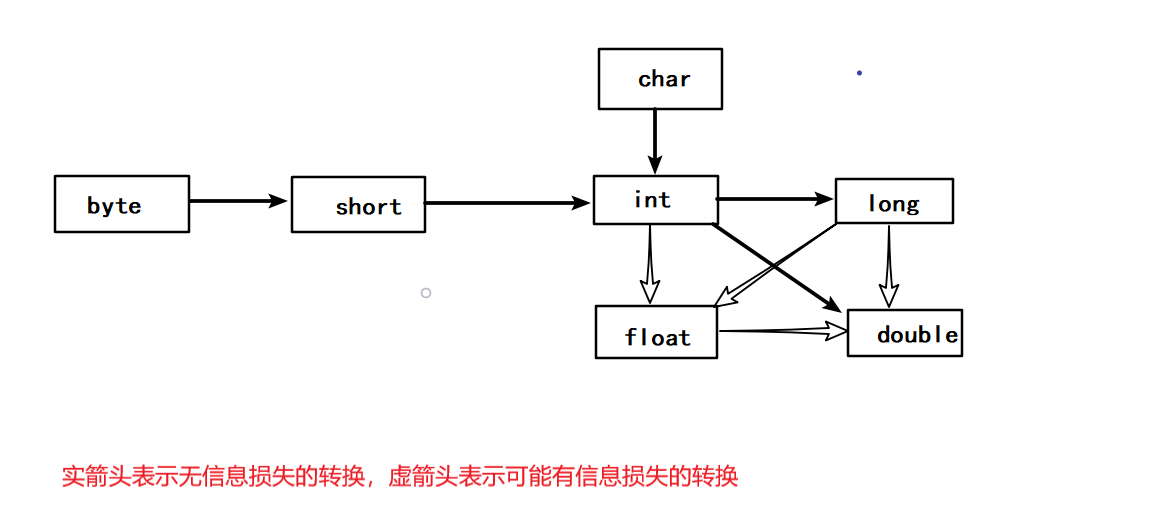 char
byte
short
int
long
float
double
实箭头表示无信息损失的转换，虚箭头表示可能有信息损失的转换